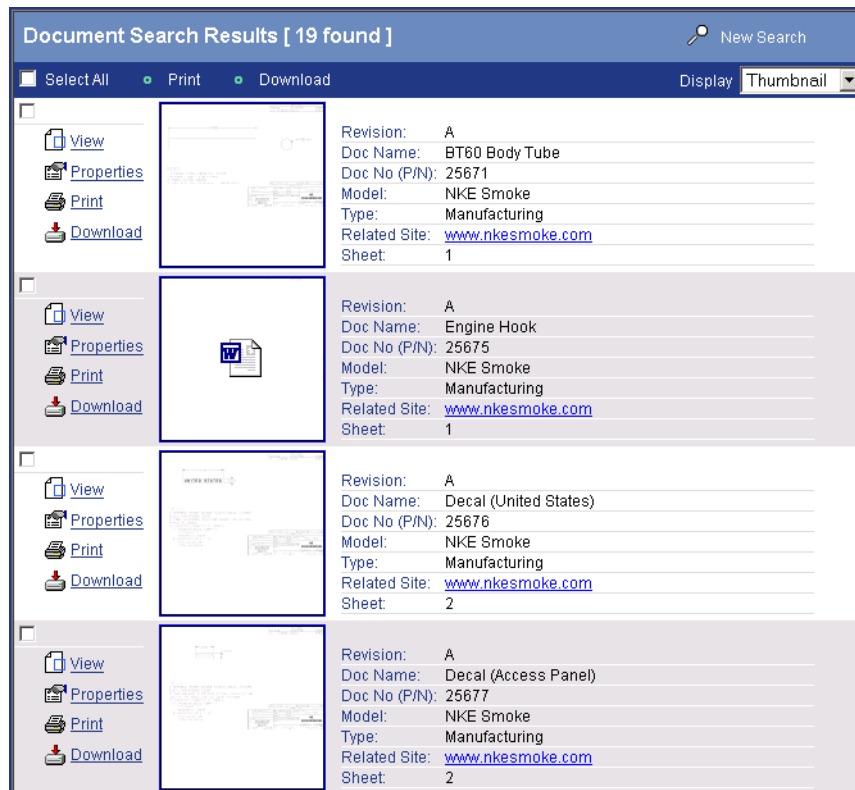 Document Search Results [ 19 found ]
New Search
Select All Print Download Display Thumbnail
View
Properties
Print
Download
Revision: A
Doc Name: BT60 Body Tube
Doc No (P/N): 25671
Model: NKE Smoke
Type: Manufacturing
Related Site: www.nkesmoke.com
Sheet: 1
View
Properties
Print
Download
W
Revision: A
Doc Name: Engine Hook
Doc No (P/N): 25675
Model: NKE Smoke
Type: Manufacturing
Related Site: www.nkesmoke.com
Sheet: 1
View
Properties
Print
Download
UNITED STATES
Revision: A
Doc Name: Decal (United States)
Doc No (P/N): 25676
Model: NKE Smoke
Type: Manufacturing
Related Site: www.nkesmoke.com
Sheet: 2
View
Properties
Print
Download
Revision: A
Doc Name: Decal (Access Panel)
Doc No (P/N): 25677
Model: NKE Smoke
Type: Manufacturing
Related Site: www.nkesmoke.com
Sheet: 2